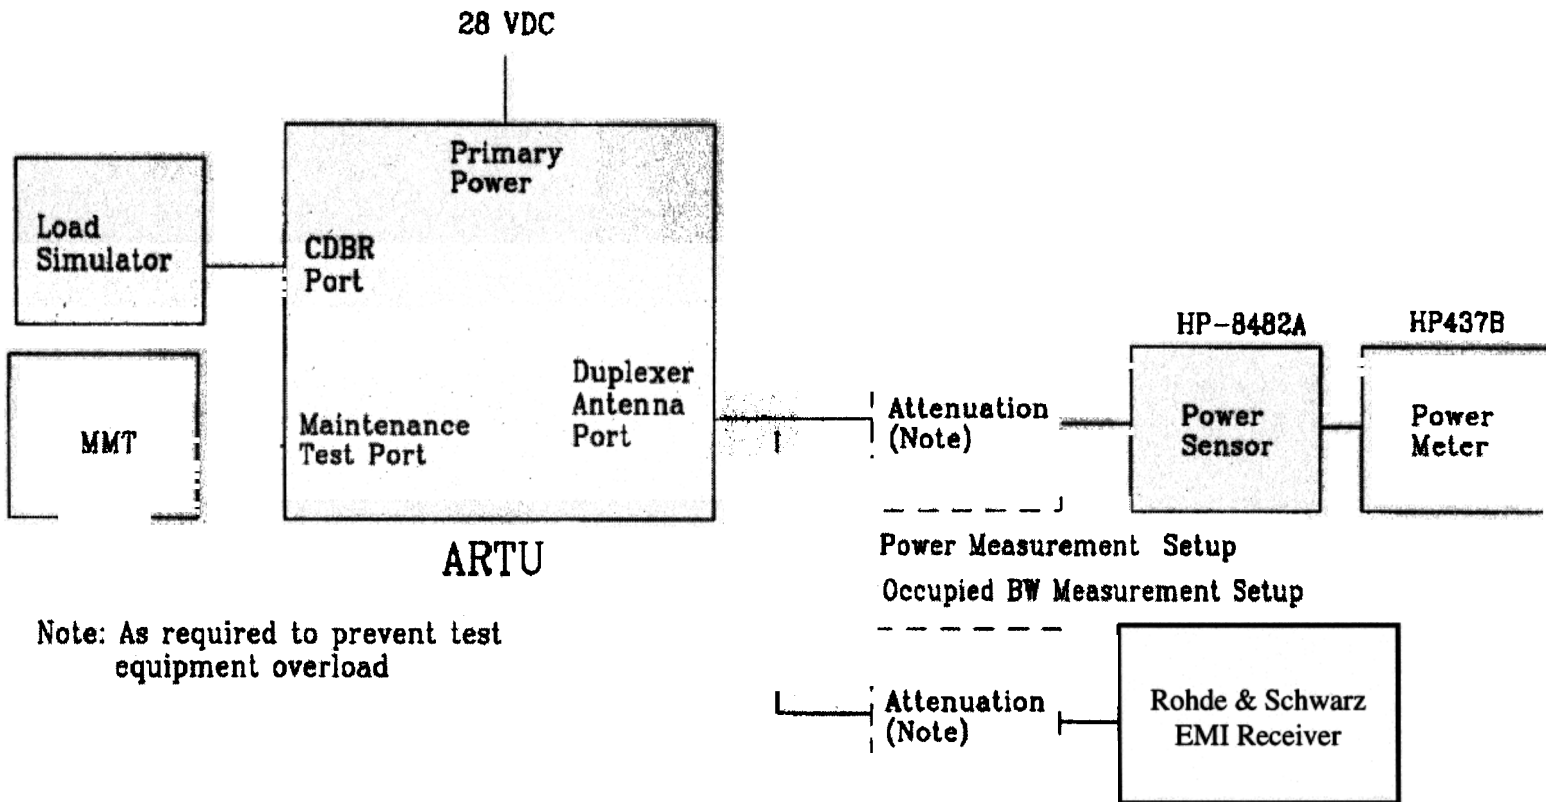 28 VDC
Primary
Power
Load
Simulator
CDBR
Port
MMT
Maintenance
Test Port
Duplexer
Antenna
Port
ARTU
Note: As required to prevent test
equipment overload
Attenuation
(Note)
HP-8482A
Power
Sensor
HP437B
Power
Meter
Power Measurement Setup
Occupied BW Measurement Setup
Attenuation
(Note)
Rohde & Schwarz
EMI Receiver